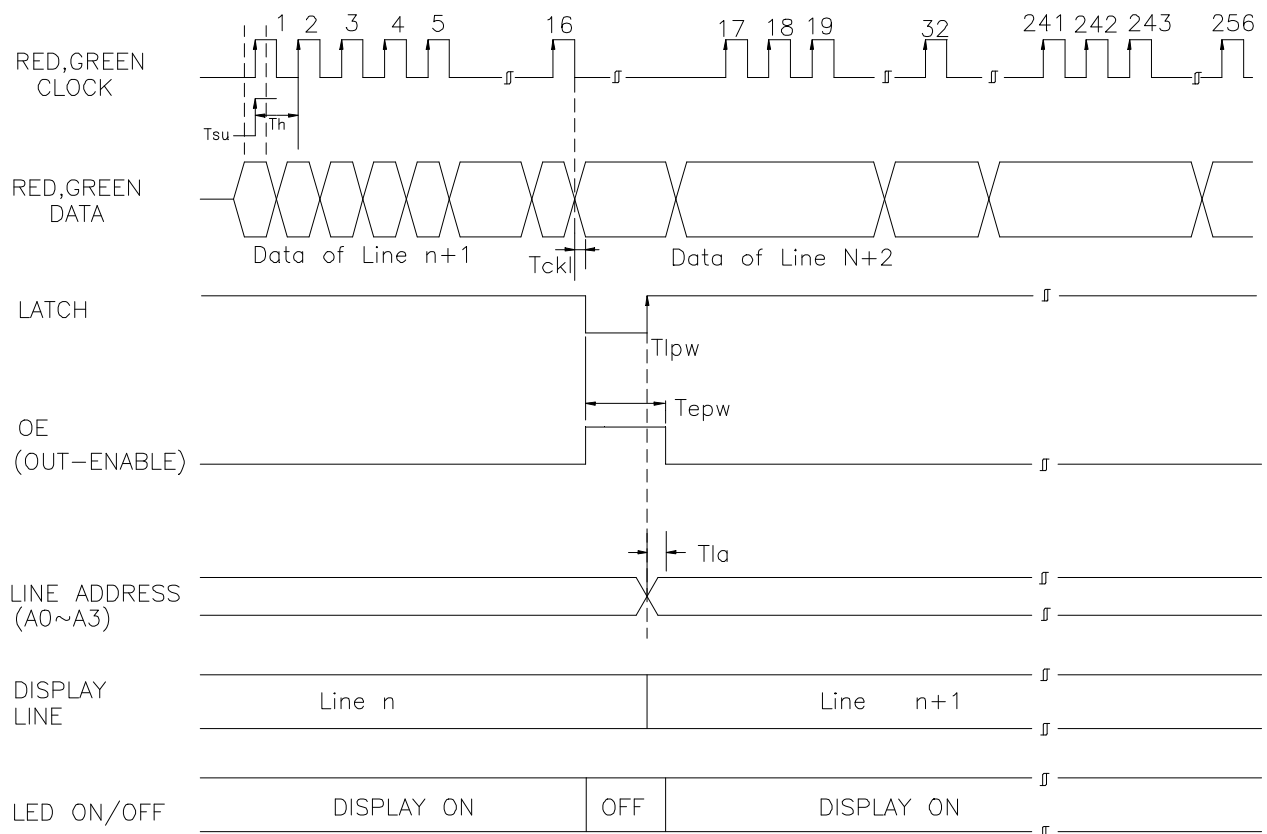 1 2 3 4 5 16 17 18 19 32 241 242 243 256
RED,GREEN
CLOCK
Tsu
Th
RED,GREEN
DATA
Data of Line n+1
Tckl
Data of Line N+2
LATCH
Tlpw
Tepw
OE
(OUT-ENABLE)
Tla
LINE ADDRESS
(A0~A3)
DISPLAY
LINE
Line n
Line n+1
LED ON/OFF
DISPLAY ON
OFF
DISPLAY ON